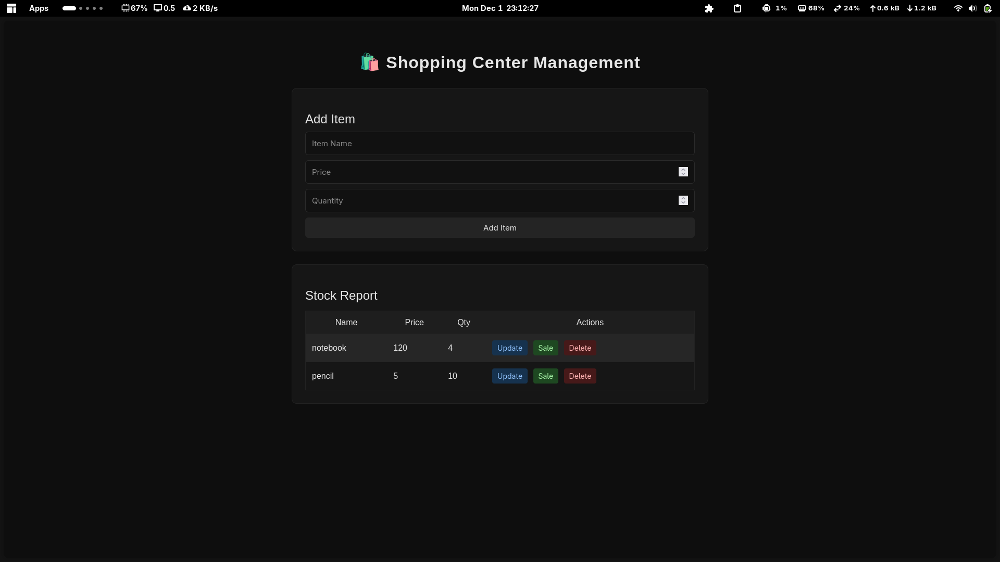 Apps 67% 0.5 2 KB/s Mon Dec 1 23:12:27 1% 68% 24% 0.6 kB 1.2 kB
Shopping Center Management
Add Item
Item Name
Price
Quantity
Add Item
Stock Report
Name Price Qty Actions
notebook 120 4 Update Sale Delete
pencil 5 10 Update Sale Delete